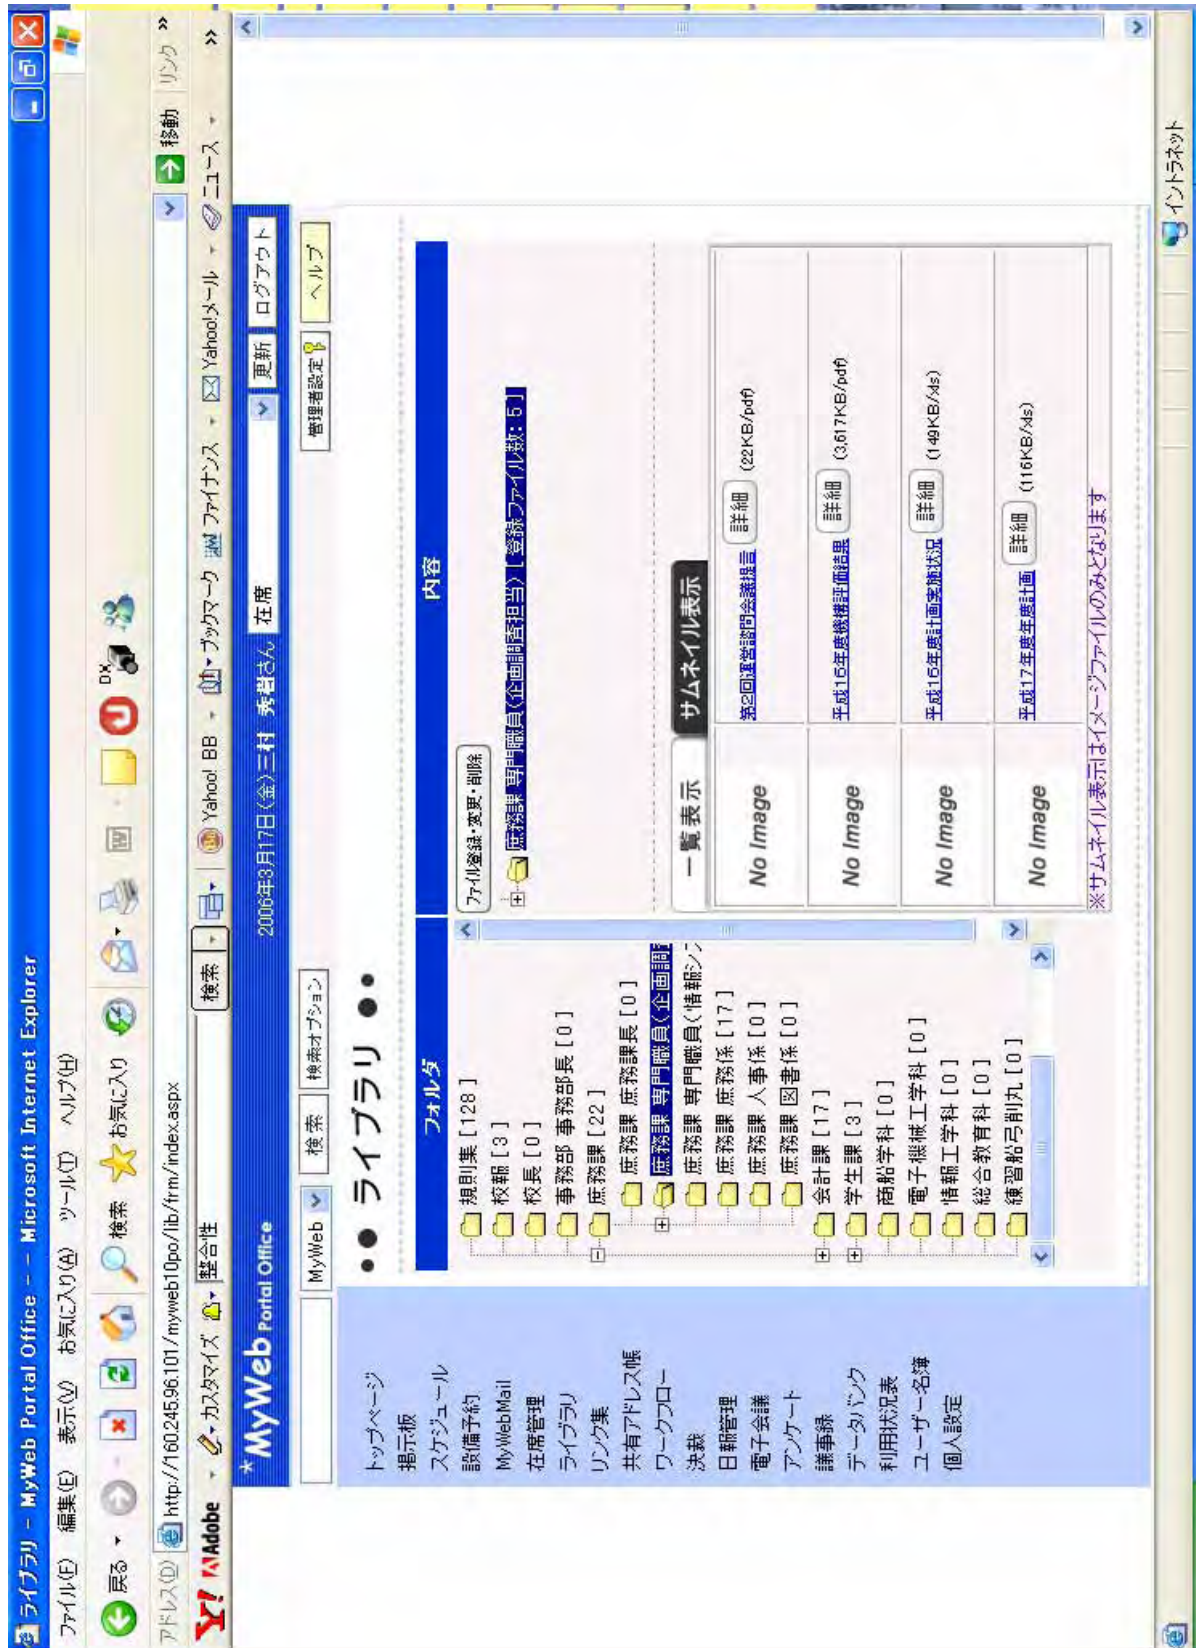 ライブラリ - MyWeb Portal Office - - Microsoft Internet Explorer
ファイル(F) 編集(E) 表示(V) お気に入り(A) ツール(T) ヘルプ(H)
戻る 検索 お気に入り DX
アドレス(D) http://160.245.96.101/myweb10po/lib/frm/index.aspx 移動 リンク »
Y! Adobe カスタマイズ 整合性 検索 Yahoo! BB ブックマーク ファイナンス Yahoo!メール ニュース »
*MyWeb Portal Office 2006年3月17日(金) 三村 秀碁さん 在席 更新 ログアウト
MyWeb 検索 検索オプション 管理者設定 ヘルプ
トップページ
掲示板
スケジュール
設備予約
MyWebMail
在席管理
ライブラリ
リンク集
共有アドレス帳
ワークフロー
決裁
日報管理
電子会議
アンケート
議事録
データバンク
利用状況表
ユーザー名簿
個人設定
●● ライブラリ ●●
フォルダ
規則集 [ 128 ]
校報 [ 3 ]
校長 [ 0 ]
事務部 事務部長 [ 0 ]
庶務課 [ 22 ]
庶務課 庶務課長 [ 0 ]
庶務課 専門職員(企画調
庶務課 専門職員(情報シ
庶務課 庶務係 [ 17 ]
庶務課 人事係 [ 0 ]
庶務課 図書係 [ 0 ]
会計課 [ 17 ]
学生課 [ 3 ]
商船学科 [ 0 ]
電子機械工学科 [ 0 ]
情報工学科 [ 0 ]
総合教育科 [ 0 ]
練習船弓削丸 [ 0 ]
内容
ファイル登録・変更・削除
庶務課 専門職員(企画調査担当) [ 登録ファイル数: 5 ]
一覧表示 サムネイル表示
No Image 第2回運営諮問会議提言 詳細 (22KB/pdf)
No Image 平成16年度機構評価結果 詳細 (3,617KB/pdf)
No Image 平成16年度計画実施状況 詳細 (149KB/xls)
No Image 平成17年度年度計画 詳細 (116KB/xls)
※サムネイル表示はイメージファイルのみとなります
イントラネット